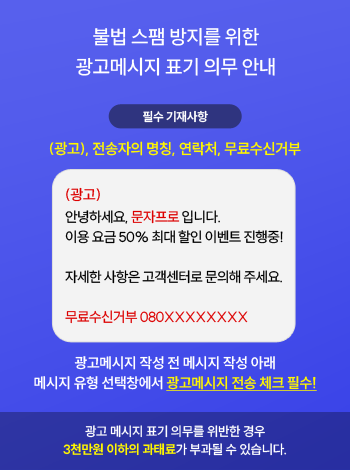 불법 스팸 방지를 위한
광고메시지 표기 의무 안내
필수 기재사항
(광고), 전송자의 명칭, 연락처, 무료수신거부
(광고)
안녕하세요, 문자프로 입니다.
이용 요금 50% 최대 할인 이벤트 진행중!
자세한 사항은 고객센터로 문의해 주세요.
무료수신거부 080XXXXXXXX
광고메시지 작성 전 메시지 작성 아래
메시지 유형 선택창에서 광고메시지 전송 체크 필수!
광고 메시지 표기 의무를 위반한 경우
3천만원 이하의 과태료가 부과될 수 있습니다.